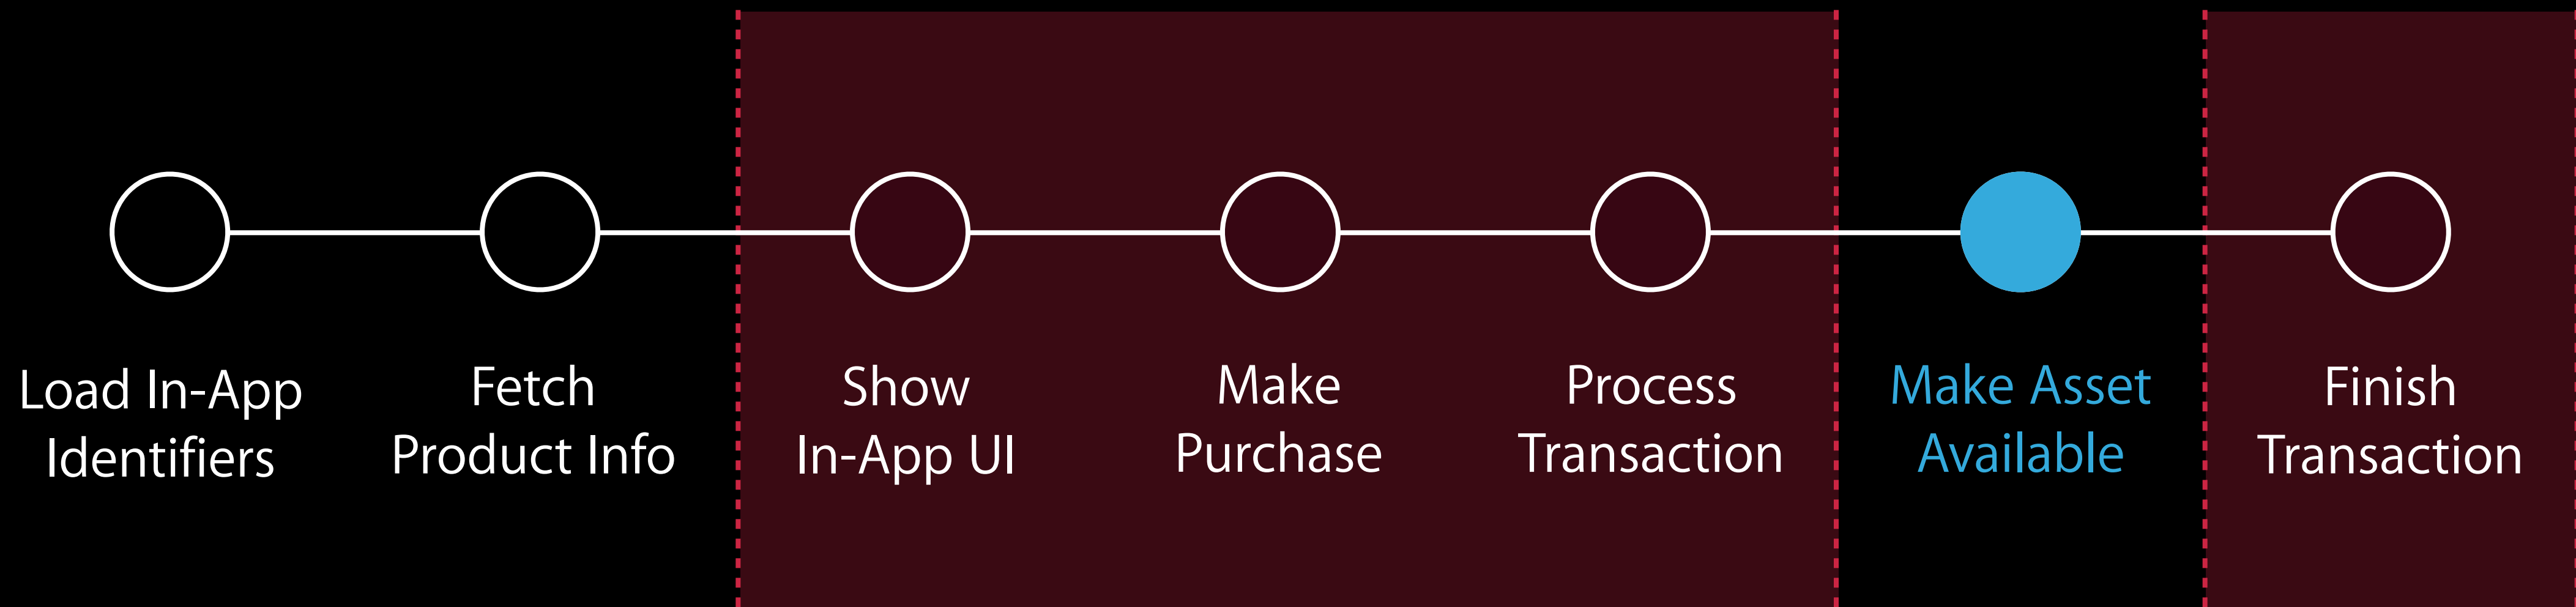 Load In-App
Identifiers
Fetch
Product Info
Show
In-App UI
Make
Purchase
Process
Transaction
Make Asset
Available
Finish
Transaction